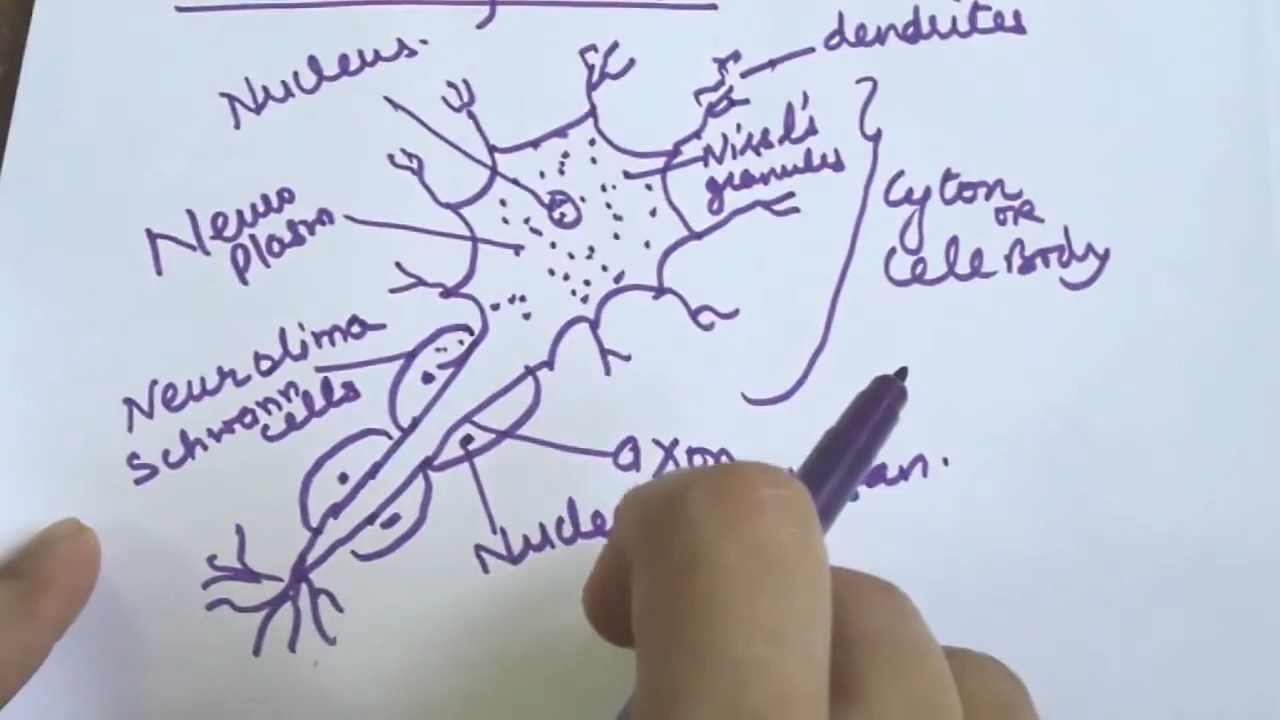 Nucleus.
dendrites
Nissl's
granules
Neuro
Plasm
Cyton
OR
Cell Body
Neurolima
Schwann
cells
axon